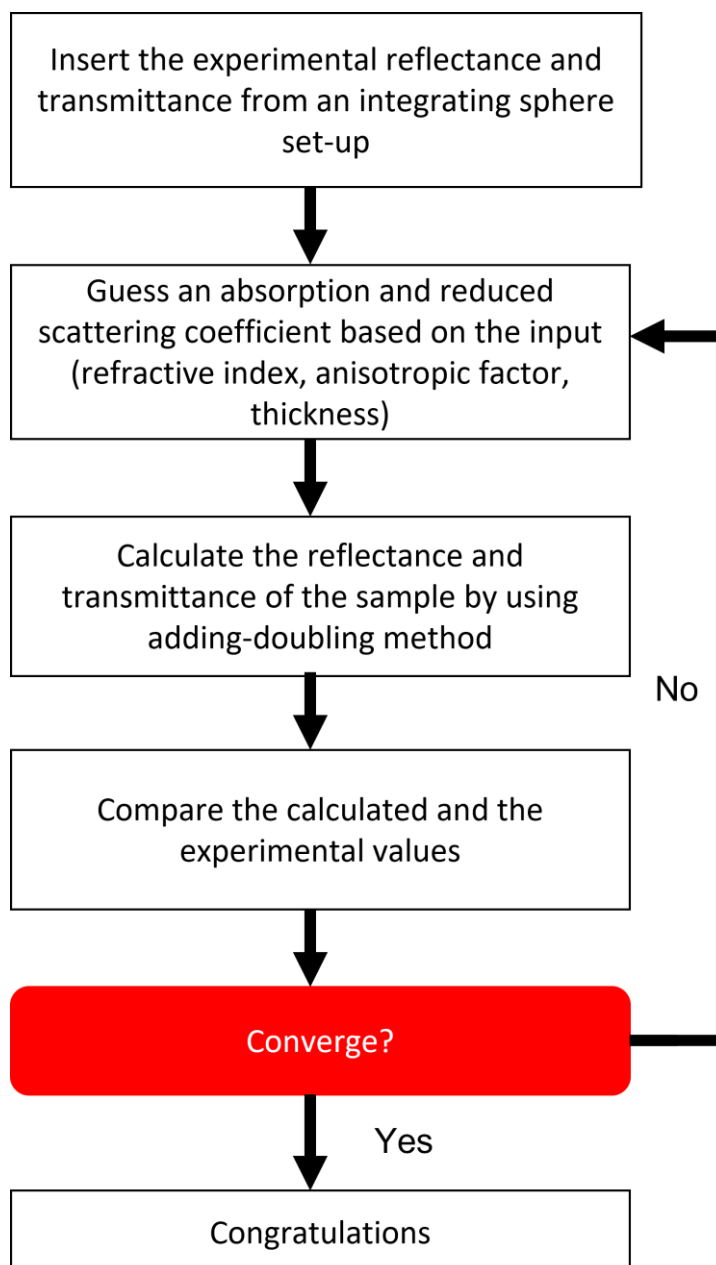 Insert the experimental reflectance and
transmittance from an integrating sphere
set-up
Guess an absorption and reduced
scattering coefficient based on the input
(refractive index, anisotropic factor,
thickness)
Calculate the reflectance and
transmittance of the sample by using
adding-doubling method
No
Compare the calculated and the
experimental values
Converge?
Yes
Congratulations